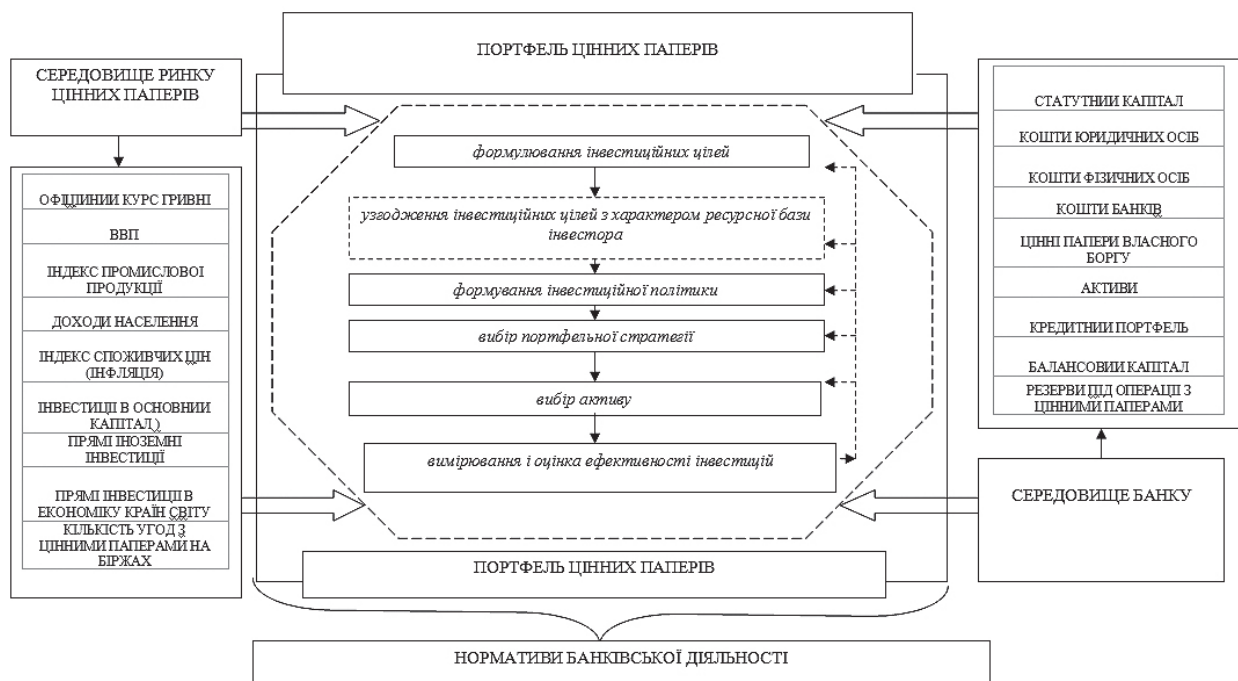 ПОРТФЕЛЬ ЦІННИХ ПАПЕРІВ
СЕРЕДОВИЩЕ РИНКУ
ЦІННИХ ПАПЕРІВ
ОФІЦІЙНИЙ КУРС ГРИВНІ
ВВП
ІНДЕКС ПРОМИСЛОВОЇ
ПРОДУКЦІЇ
ДОХОДИ НАСЕЛЕННЯ
ІНДЕКС СПОЖИВЧИХ ЦІН
(ІНФЛЯЦІЯ)
ІНВЕСТИЦІЇ В ОСНОВНИЙ
КАПІТАЛ )
ПРЯМІ ІНОЗЕМНІ
ІНВЕСТИЦІЇ
ПРЯМІ ІНВЕСТИЦІЇ В
ЕКОНОМІКУ КРАЇН СВІТУ
КІЛЬКІСТЬ УГОД З
ЦІННИМИ ПАПЕРАМИ НА
БІРЖАХ
формулювання інвестиційних цілей
узгодження інвестиційних цілей з характером ресурсної бази
інвестора
формування інвестиційної політики
вибір портфельної стратегії
вибір активу
вимірювання і оцінка ефективності інвестицій
СТАТУТНИЙ КАПІТАЛ
КОШТИ ЮРИДИЧНИХ ОСІБ
КОШТИ ФІЗИЧНИХ ОСІБ
КОШТИ БАНКІВ
ЦІННІ ПАПЕРИ ВЛАСНОГО
БОРГУ
АКТИВИ
КРЕДИТНИЙ ПОРТФЕЛЬ
БАЛАНСОВИЙ КАПІТАЛ
РЕЗЕРВИ ПІД ОПЕРАЦІЇ З
ЦІННИМИ ПАПЕРАМИ
СЕРЕДОВИЩЕ БАНКУ
ПОРТФЕЛЬ ЦІННИХ ПАПЕРІВ
НОРМАТИВИ БАНКІВСЬКОЇ ДІЯЛЬНОСТІ